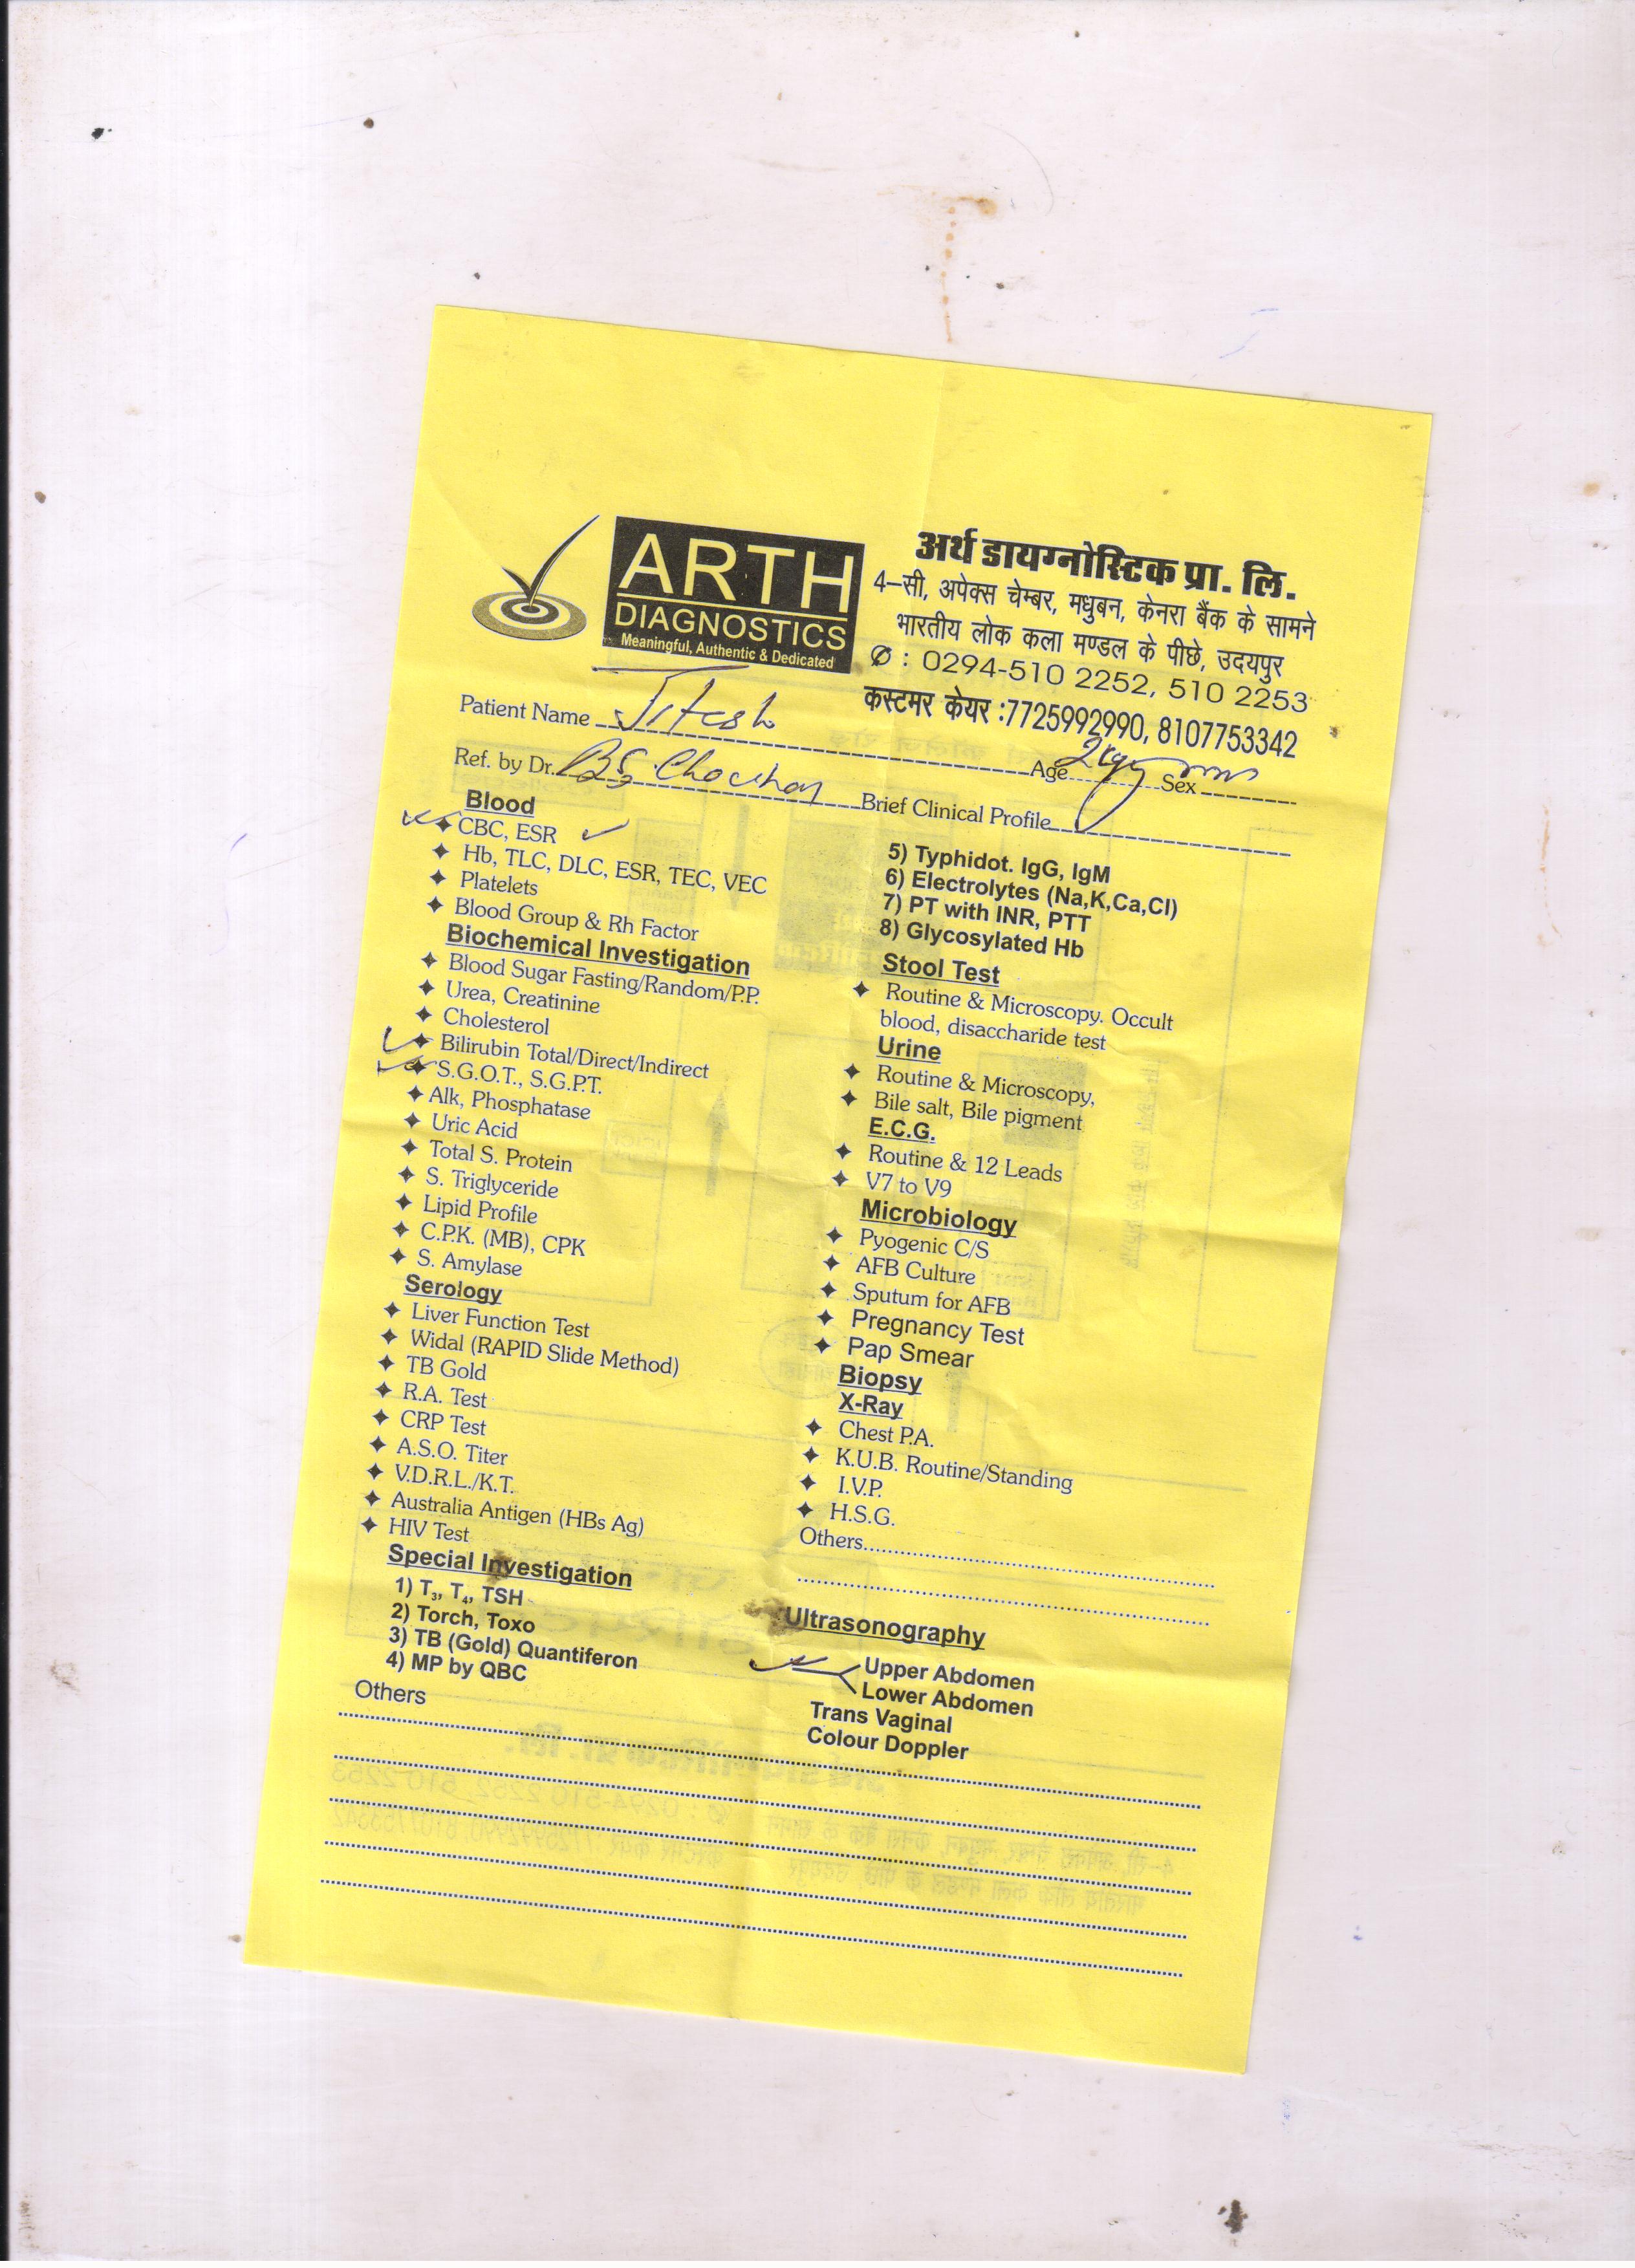 ARTH
DIAGNOSTICS
Meaningful, Authentic & Dedicated
अर्थ डायग्नोस्टिक प्रा. लि.
4–सी, अपेक्स चेम्बर, मधुबन, केनरा बैंक के सामने
भारतीय लोक कला मण्डल के पीछे, उदयपुर
✆ : 0294-510 2252, 510 2253
कस्टमर केयर :7725992990, 8107753342
Patient Name Jitesh
Age Sex
Ref. by Dr. B.S. Chouhan Brief Clinical Profile
Blood
CBC, ESR
Hb, TLC, DLC, ESR, TEC, VEC
Platelets
Blood Group & Rh Factor
Biochemical Investigation
Blood Sugar Fasting/Random/P.P.
Urea, Creatinine
Cholesterol
Bilirubin Total/Direct/Indirect
S.G.O.T., S.G.P.T.
Alk, Phosphatase
Uric Acid
Total S. Protein
S. Triglyceride
Lipid Profile
C.P.K. (MB), CPK
S. Amylase
Serology
Liver Function Test
Widal (RAPID Slide Method)
TB Gold
R.A. Test
CRP Test
A.S.O. Titer
V.D.R.L./K.T.
Australia Antigen (HBs Ag)
HIV Test
Special Investigation
1) T3, T4, TSH
2) Torch, Toxo
3) TB (Gold) Quantiferon
4) MP by QBC
Others
5) Typhidot. IgG, IgM
6) Electrolytes (Na,K,Ca,Cl)
7) PT with INR, PTT
8) Glycosylated Hb
Stool Test
Routine & Microscopy. Occult
blood, disaccharide test
Urine
Routine & Microscopy,
Bile salt, Bile pigment
E.C.G.
Routine & 12 Leads
V7 to V9
Microbiology
Pyogenic C/S
AFB Culture
Sputum for AFB
Pregnancy Test
Pap Smear
Biopsy
X-Ray
Chest P.A.
K.U.B. Routine/Standing
I.V.P.
H.S.G.
Others
Ultrasonography
Upper Abdomen
Lower Abdomen
Trans Vaginal
Colour Doppler